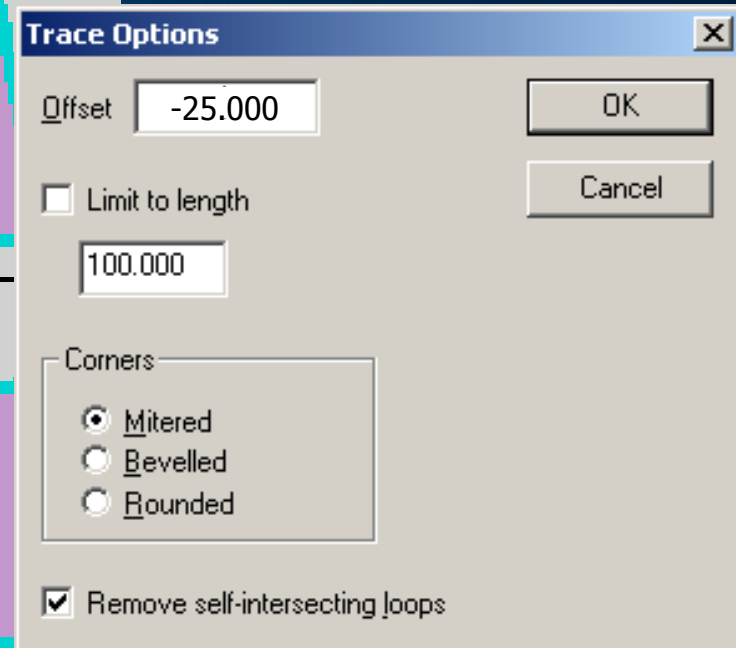 Trace Options
Offset -25.000
OK
Limit to length
Cancel
100.000
Corners
Mitered
Bevelled
Rounded
Remove self-intersecting loops